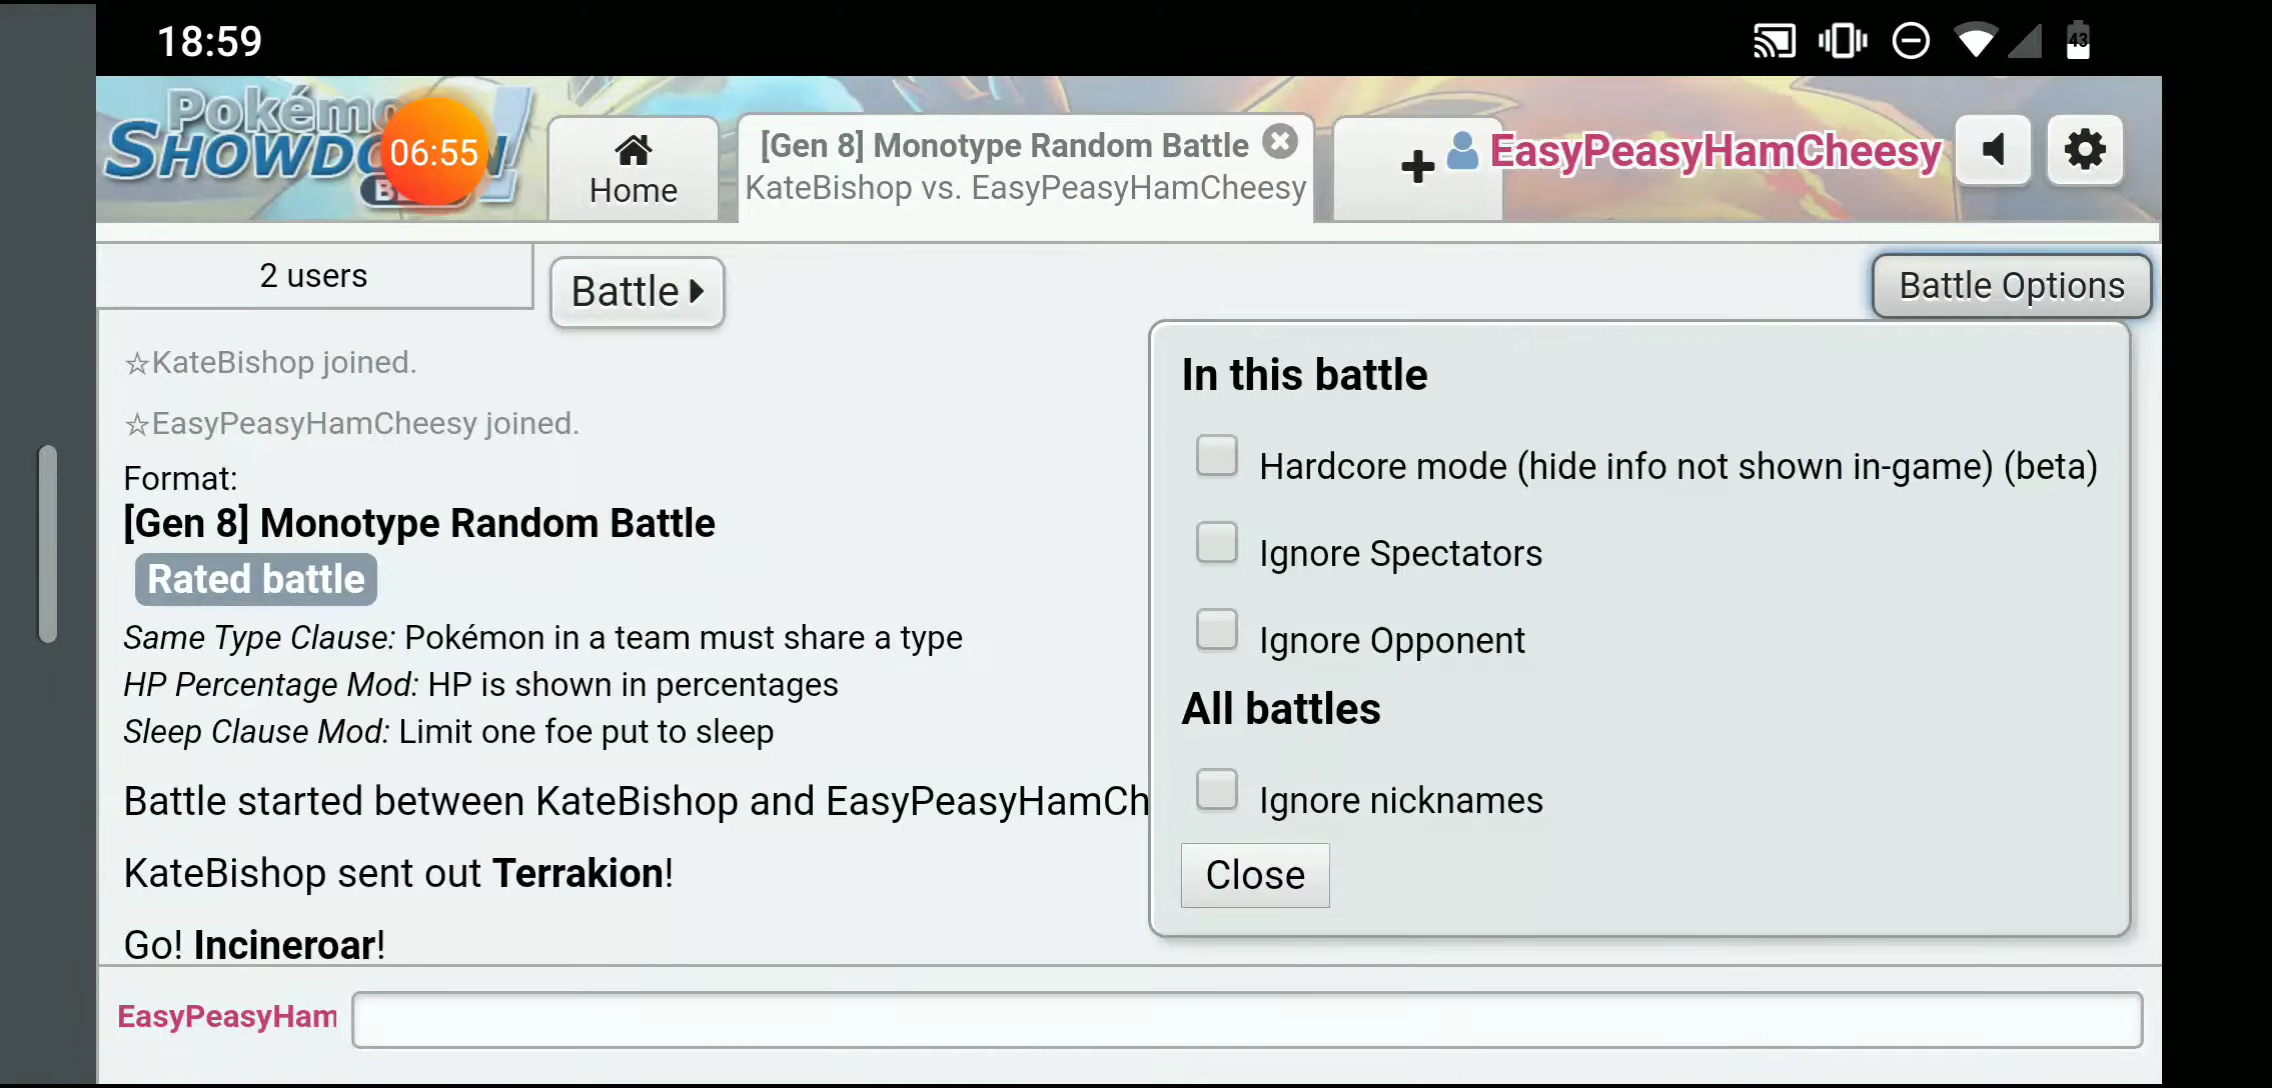 18:59
43
Pokémo
SHOWDO N!
B
06:55
Home
[Gen 8] Monotype Random Battle
KateBishop vs. EasyPeasyHamCheesy
+
EasyPeasyHamCheesy
2 users
Battle
Battle Options
☆KateBishop joined.
☆EasyPeasyHamCheesy joined.
Format:
[Gen 8] Monotype Random Battle
Rated battle
Same Type Clause: Pokémon in a team must share a type
HP Percentage Mod: HP is shown in percentages
Sleep Clause Mod: Limit one foe put to sleep
Battle started between KateBishop and EasyPeasyHamCh
KateBishop sent out Terrakion!
Go! Incineroar!
In this battle
Hardcore mode (hide info not shown in-game) (beta)
Ignore Spectators
Ignore Opponent
All battles
Ignore nicknames
Close
EasyPeasyHam